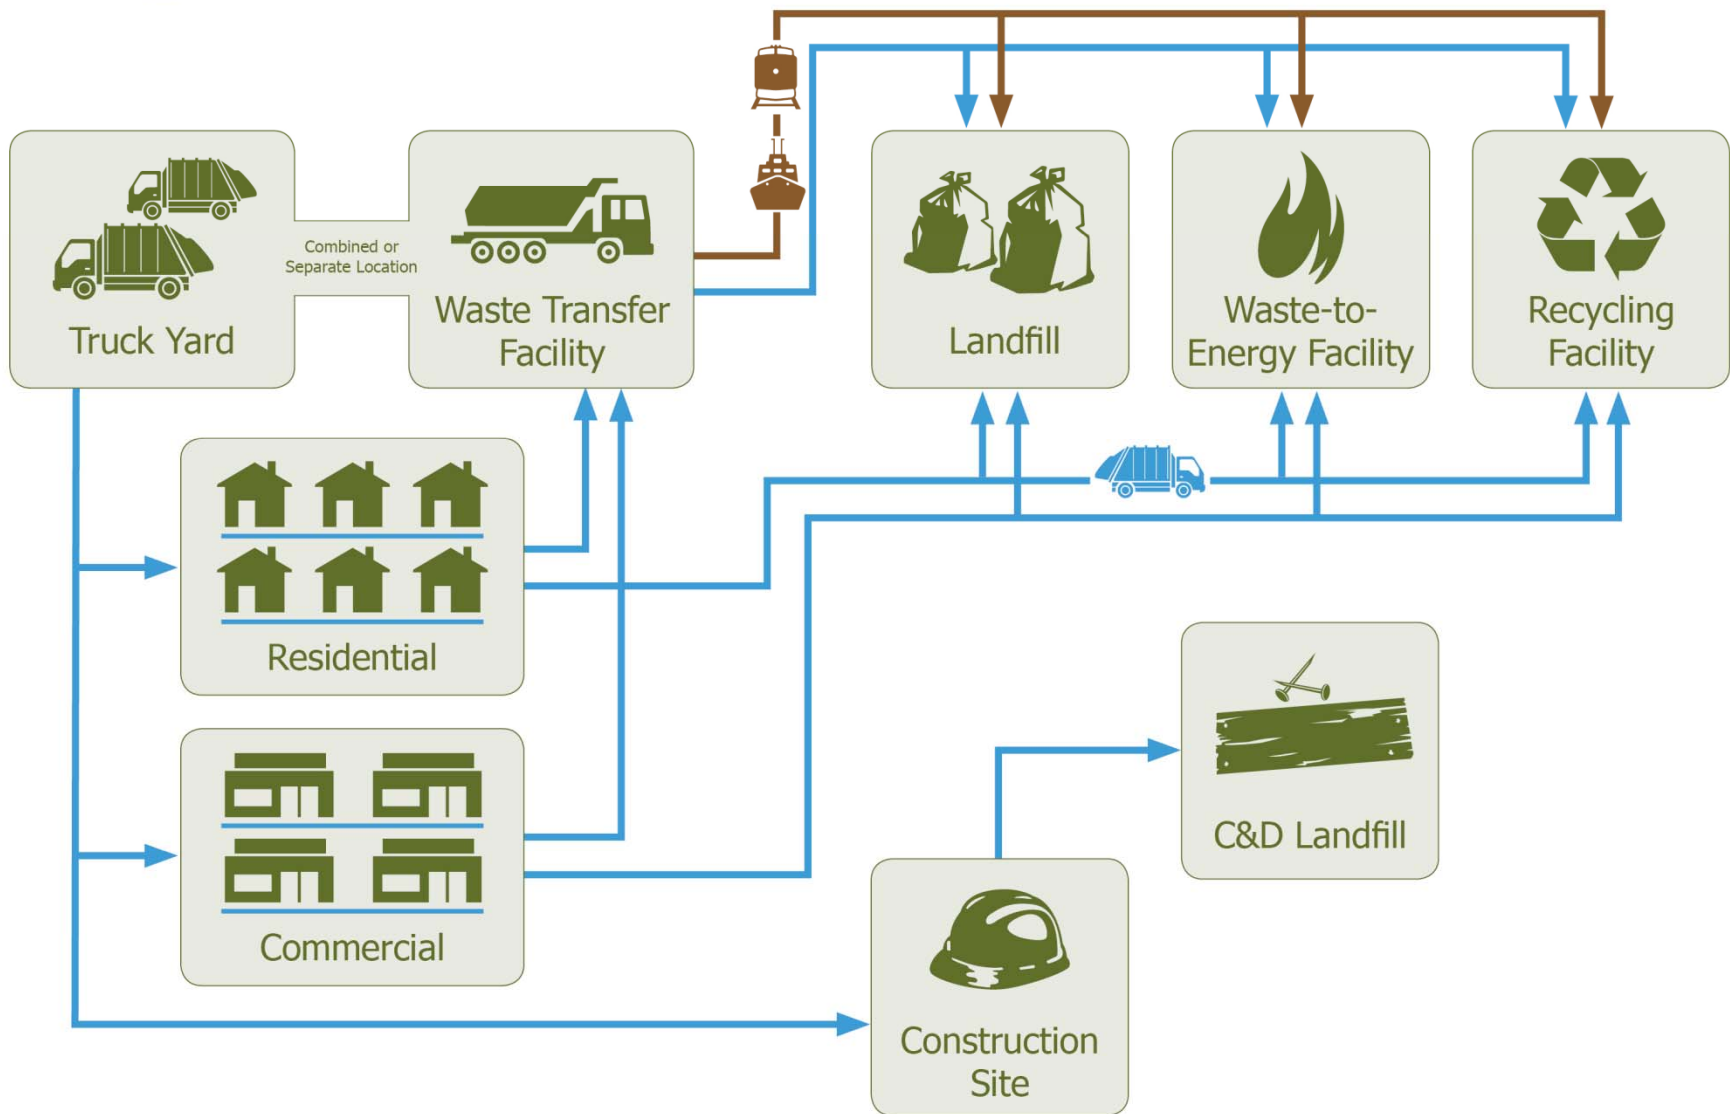 Truck Yard
Combined or
Separate Location
Waste Transfer
Facility
Landfill
Waste-to-
Energy Facility
Recycling
Facility
Residential
Commercial
C&D Landfill
Construction
Site